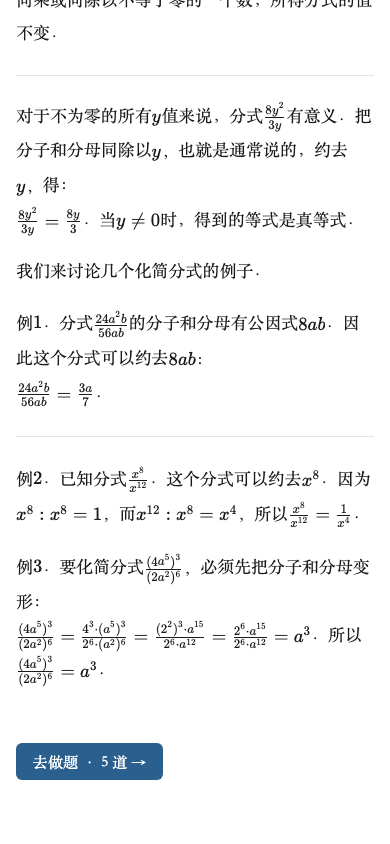 同乘或同除以不等于零的一个数，所得分式的值
不变．
对于不为零的所有y值来说，分式8y²/3y有意义．把
分子和分母同除以y，也就是通常说的，约去
y，得：
8y²/3y = 8y/3．当y ≠ 0时，得到的等式是真等式．
我们来讨论几个化简分式的例子．
例1．分式24a²b/56ab的分子和分母有公因式8ab．因
此这个分式可以约去8ab：
24a²b/56ab = 3a/7．
例2．已知分式x⁸/x¹²．这个分式可以约去x⁸．因为
x⁸ : x⁸ = 1，而x¹² : x⁸ = x⁴，所以x⁸/x¹² = 1/x⁴．
例3．要化简分式(4a⁵)³/(2a²)⁶，必须先把分子和分母变
形：
(4a⁵)³/(2a²)⁶ = 4³·(a⁵)³/2⁶·(a²)⁶ = (2²)³·a¹⁵/2⁶·a¹² = 2⁶·a¹⁵/2⁶·a¹² = a³．所以
(4a⁵)³/(2a²)⁶ = a³．
去做题 · 5 道 →